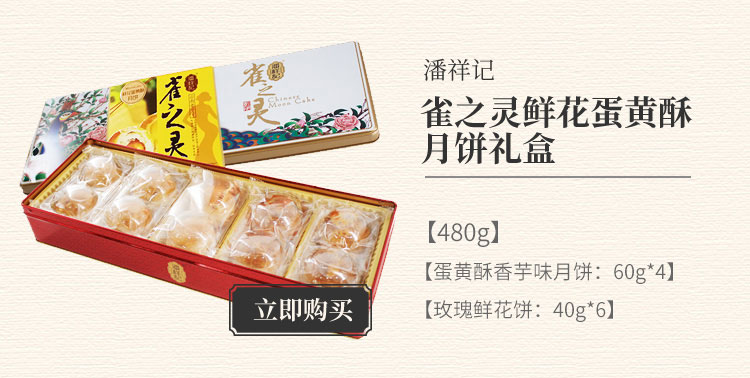 潘祥记
雀之灵鲜花蛋黄酥
月饼礼盒
【480g】
【蛋黄酥香芋味月饼：60g*4】
【玫瑰鲜花饼：40g*6】
雀之灵
雀之灵
Chinese
Moon Cake
立即购买